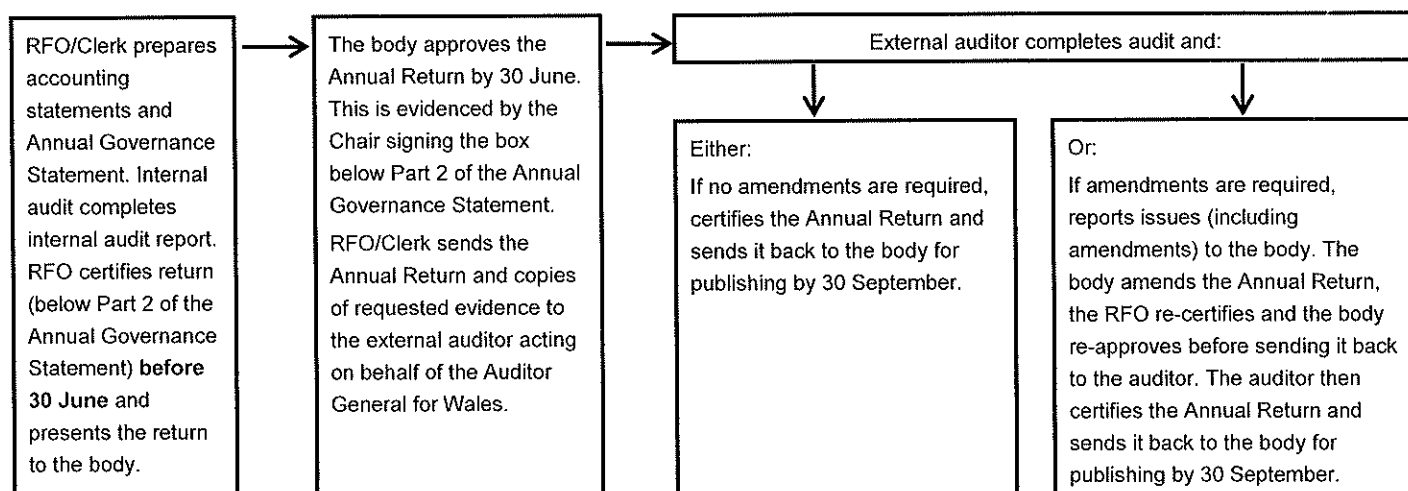 RFO/Clerk prepares
accounting
statements and
Annual Governance
Statement. Internal
audit completes
internal audit report.
RFO certifies return
(below Part 2 of the
Annual Governance
Statement) before
30 June and
presents the return
to the body.
The body approves the
Annual Return by 30 June.
This is evidenced by the
Chair signing the box
below Part 2 of the Annual
Governance Statement.
RFO/Clerk sends the
Annual Return and copies
of requested evidence to
the external auditor acting
on behalf of the Auditor
General for Wales.
External auditor completes audit and:
Either:
If no amendments are required,
certifies the Annual Return and
sends it back to the body for
publishing by 30 September.
Or:
If amendments are required,
reports issues (including
amendments) to the body. The
body amends the Annual Return,
the RFO re-certifies and the body
re-approves before sending it back
to the auditor. The auditor then
certifies the Annual Return and
sends it back to the body for
publishing by 30 September.